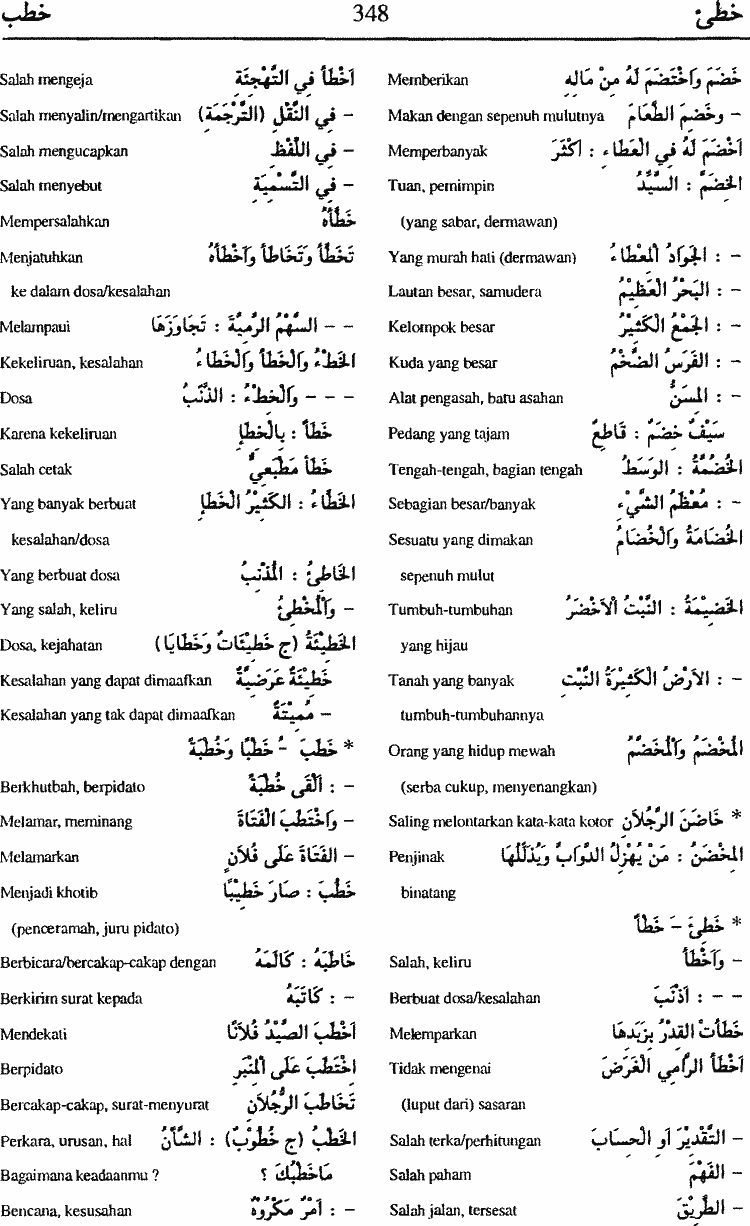 خطب 348 خطئ
Memberikan خَضَمَ وَاخْتَضَمَ لَهُ مِنْ مَالِهِ
Makan dengan sepenuh mulutnya – وَخَضِمَ الطَّعَامَ
Memperbanyak أَخْضَمَ لَهُ فِي الْعَطَاءِ : أَكْثَرَ
Tuan, pemimpin الخِضَمُّ : السَّيِّدُ
(yang sabar, dermawan)
Yang murah hati (dermawan) – : الجَوَادُ الْمِعْطَاءُ
Lautan besar, samudera – : البَحْرُ الْعَظِيْمُ
Kelompok besar – : الجَمْعُ الْكَثِيْرُ
Kuda yang besar – : الفَرَسُ الضَّخْمُ
Alat pengasah, batu asahan – : المِسَنُّ
Pedang yang tajam سَيْفٌ خِضَمٌّ : قَاطِعٌ
Tengah-tengah, bagian tengah الخُضُمَّةُ : الوَسَطُ
Sebagian besar/banyak – : مُعْظَمُ الشَّيْءِ
Sesuatu yang dimakan الخُضَامَةُ وَالْخُضَامُ
sepenuh mulut
Tumbuh-tumbuhan الخَضِيْمَةُ : النَّبْتُ الأَخْضَرُ
yang hijau
Tanah yang banyak – : الأَرْضُ الْكَثِيْرَةُ النَّبْتِ
tumbuh-tumbuhannya
Orang yang hidup mewah المُخْضِمُ وَالْمُخْضَمُ
(serba cukup, menyenangkan)
Saling melontarkan kata-kata kotor * خَاضَنَ الرَّجُلاَنِ
Penjinak المِخْضَنُ : مَنْ يُهْزِلُ الدَّوَابَّ وَيُذَلِّلُهَا
binatang
* خَطِئَ – خَطَأً
Salah, keliru – وَأَخْطَأَ
Berbuat dosa/kesalahan – – : أَذْنَبَ
Melemparkan خَطَأَتْ الْقِدْرُ بِزَبَدِهَا
Tidak mengenai أَخْطَأَ الرَّامِي الْغَرَضَ
(luput dari) sasaran
Salah terka/perhitungan – التَّقْدِيْرَ أَوِ الْحِسَابَ
Salah paham – الفَهْمَ
Salah jalan, tersesat – الطَّرِيْقَ
Salah mengeja أَخْطَأَ فِي التَّهْجِئَةِ
Salah menyalin/mengartikan – فِي النَّقْلِ (التَّرْجَمَةِ)
Salah mengucapkan – فِي اللَّفْظِ
Salah menyebut – فِي التَّسْمِيَةِ
Mempersalahkan خَطَّأَهُ
Menjatuhkan تَخَطَّأَ وَتَخَاطَأَ وَأَخْطَأَهُ
ke dalam dosa/kesalahan
Melampaui – – السَّهْمُ الرَّمِيَّةَ : تَجَاوَزَهَا
Kekeliruan, kesalahan الخَطْءُ وَالْخَطَأُ وَالْخَطَاءُ
Dosa – – – وَالْخِطْءُ : الذَّنْبُ
Karena kekeliruan خَطَأً : بِالْخَطَإِ
Salah cetak خَطَأٌ مَطْبَعِيٌّ
Yang banyak berbuat الخَطَّاءُ : الكَثِيْرُ الْخَطَإِ
kesalahan/dosa
Yang berbuat dosa الخَاطِئُ : المُذْنِبُ
Yang salah, keliru – وَالْمُخْطِئُ
Dosa, kejahatan الخَطِيْئَةُ (ج خَطِيْئَاتٌ وَخَطَايَا)
Kesalahan yang dapat dimaafkan خَطِيْئَةٌ عَرَضِيَّةٌ
Kesalahan yang tak dapat dimaafkan – مُمِيْتَةٌ
* خَطَبَ – ُ خَطْبًا وَخُطْبَةً
Berkhutbah, berpidato – : أَلْقَى خُطْبَةً
Melamar, meminang – وَاخْتَطَبَ الْفَتَاةَ
Melamarkan – الفَتَاةَ عَلَى فُلاَنٍ
Menjadi khotib خَطُبَ : صَارَ خَطِيْبًا
(penceramah, juru pidato)
Berbicara/bercakap-cakap dengan خَاطَبَهُ : كَالَمَهُ
Berkirim surat kepada – : كَاتَبَهُ
Mendekati أَخْطَبَ الصَّيْدُ فُلاَنًا
Berpidato اخْتَطَبَ عَلَى الْمِنْبَرِ
Bercakap-cakap, surat-menyurat تَخَاطَبَ الرَّجُلاَنِ
Perkara, urusan, hal الخَطْبُ (ج خُطُوْبٌ) : الشَّأْنُ
Bagaimana keadaanmu ? مَاخَطْبُكَ ؟
Bencana, kesusahan – : أَمْرٌ مَكْرُوْهٌ